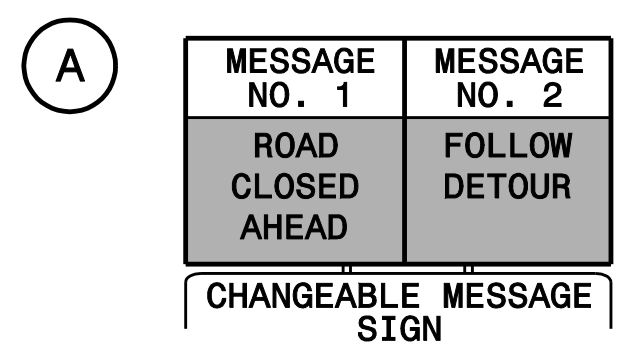 A
MESSAGE
NO. 1
MESSAGE
NO. 2
ROAD
CLOSED
AHEAD
FOLLOW
DETOUR
CHANGEABLE MESSAGE
SIGN